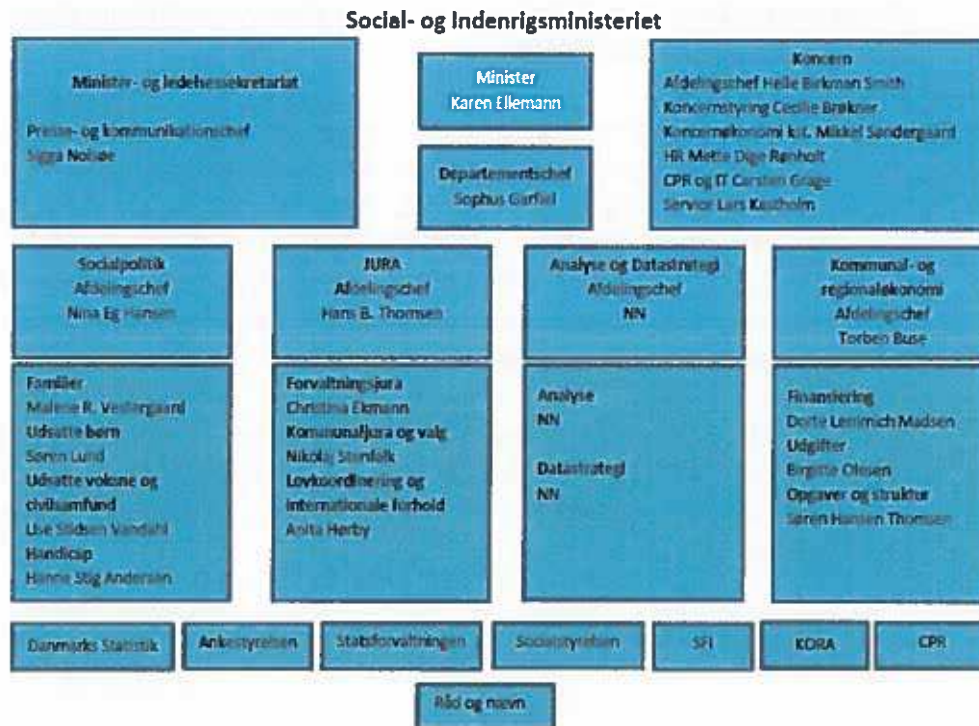 Social- og Indenrigsministeriet
Minister- og ledelsessekretariat
Presse- og kommunikationschef
Sigga Nolsøe
Minister
Karen Ellemann
Departementschef
Sophus Garfiel
Koncern
Afdelingschef Helle Birkman Smith
Koncernstyring Cecilie Brøkner
Koncernøkonomi kst. Mikkel Søndergaard
HR Mette Dige Rønholt
CPR og IT Carsten Grage
Service Lars Kastholm
Socialpolitik
Afdelingschef
Nina Eg Hansen
JURA
Afdelingschef
Hans B. Thomsen
Analyse og Datastrategi
Afdelingschef
NN
Kommunal- og
regionaløkonomi
Afdelingschef
Torben Buse
Familier
Malene R. Vestergaard
Udsatte børn
Søren Lund
Udsatte voksne og
civilsamfund
Lise Stidsen Vandahl
Handicap
Hanne Stig Andersen
Forvaltningsjura
Christina Ekmann
Kommunaljura og valg
Nikolaj Stenfalk
Lovkoordinering og
internationale forhold
Anita Hørby
Analyse
NN
Datastrategi
NN
Finansiering
Dorte Lemmich Madsen
Udgifter
Birgitte Olesen
Opgaver og struktur
Søren Hansen Thomsen
Danmarks Statistik
Ankestyrelsen
Statsforvaltningen
Socialstyrelsen
SFI
KORA
CPR
Råd og nævn